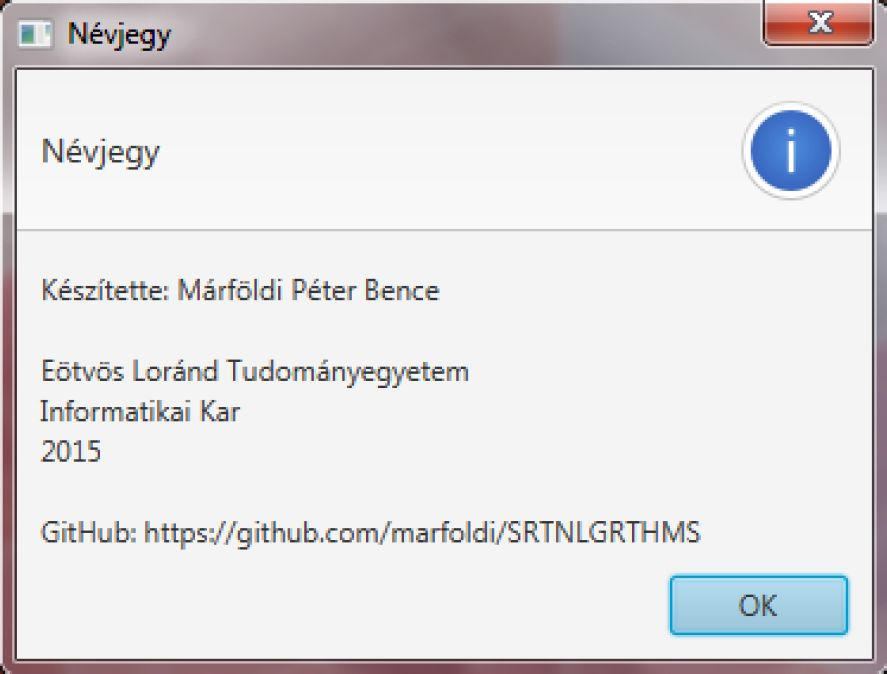 Névjegy
Névjegy
Készítette: Márföldi Péter Bence
Eötvös Loránd Tudományegyetem
Informatikai Kar
2015
GitHub: https://github.com/marfoldi/SRTNLGRTHMS
OK